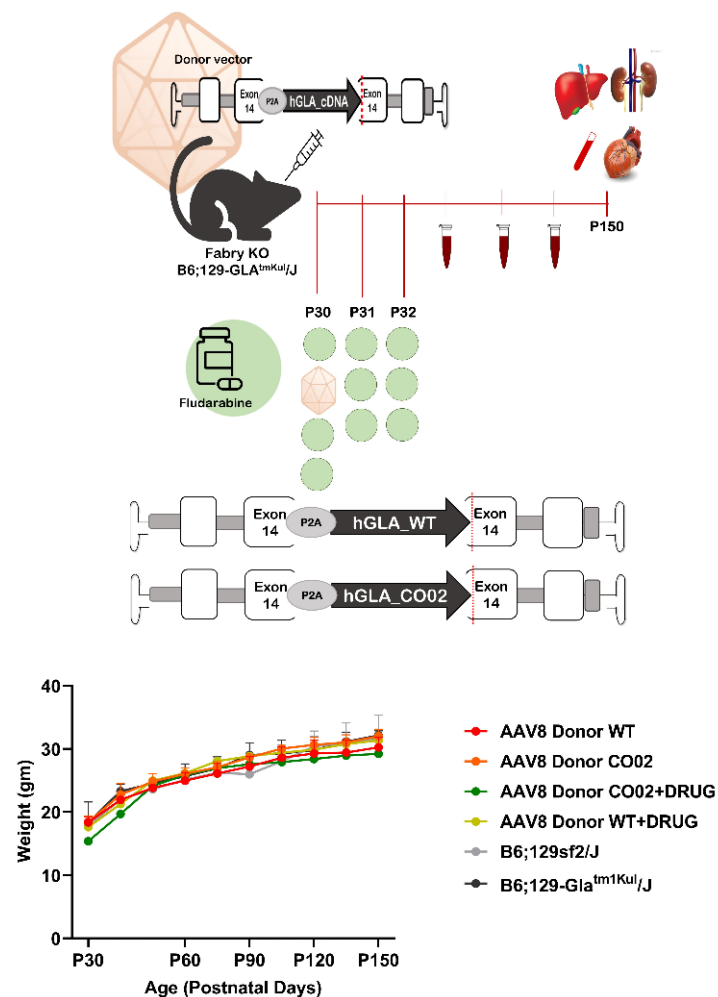 Donor vector
Exon
14
P2A
hGLA_cDNA
Exon
14
Fabry KO
B6;129-GLAtmKul/J
P150
P30
P31
P32
Fludarabine
Exon
14
P2A
hGLA_WT
Exon
14
Exon
14
P2A
hGLA_CO02
Exon
14
40
30
20
10
0
Weight (gm)
P30
P60
P90
P120
P150
Age (Postnatal Days)
AAV8 Donor WT
AAV8 Donor CO02
AAV8 Donor CO02+DRUG
AAV8 Donor WT+DRUG
B6;129sf2/J
B6;129-Glatm1Kul/J